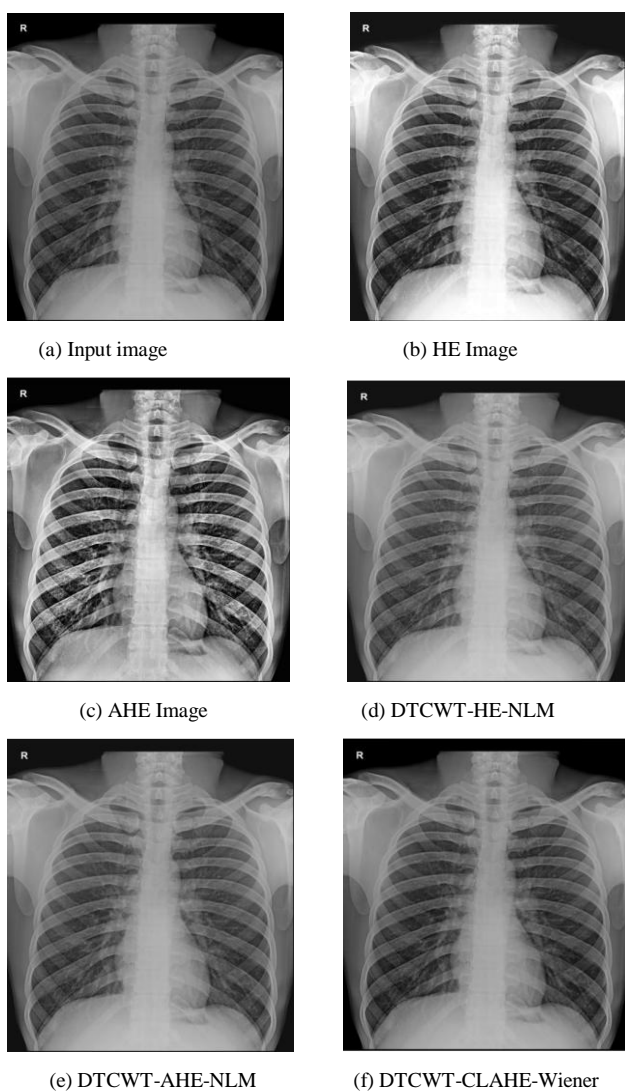 R
R
(a) Input image
(b) HE Image
R
R
(c) AHE Image
(d) DTCWT-HE-NLM
R
R
(e) DTCWT-AHE-NLM
(f) DTCWT-CLAHE-Wiener